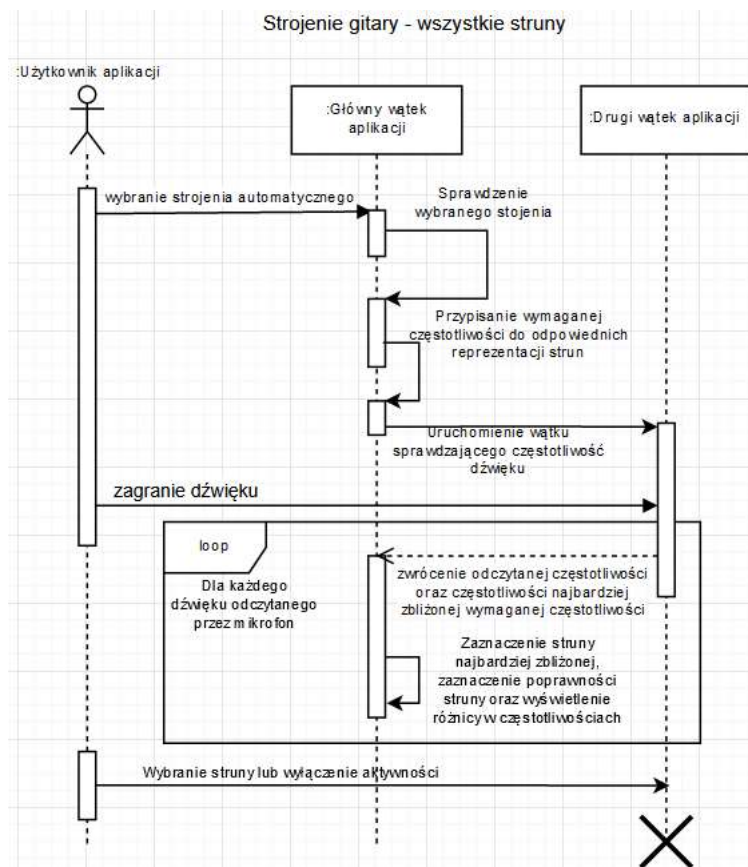 Strojenie gitary - wszystkie struny
:Użytkownik aplikacji
:Główny wątek
aplikacji
:Drugi wątek aplikacji
wybranie strojenia automatycznego
Sprawdzenie
wybranego stojenia
Przypisanie wymaganej
częstotliwości do odpowiednich
reprezentacji strun
Uruchomienie wątku
sprawdzającego częstotliwość
dźwięku
zagranie dźwięku
loop
Dla każdego
dźwięku odczytanego
przez mikrofon
zwrócenie odczytanej częstotliwości
oraz częstotliwości najbardziej
zbliżonej wymaganej częstotliwości
Zaznaczenie struny
najbardziej zbliżonej,
zaznaczenie poprawności
struny oraz wyświetlenie
różnicy w częstotliwościach
Wybranie struny lub wyłączenie aktywności